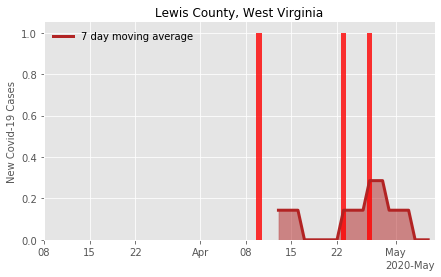 Lewis County, West Virginia
7 day moving average
New Covid-19 Cases
1.0
0.8
0.6
0.4
0.2
0.0
08 15 22 Apr 08 15 22 May
2020-May